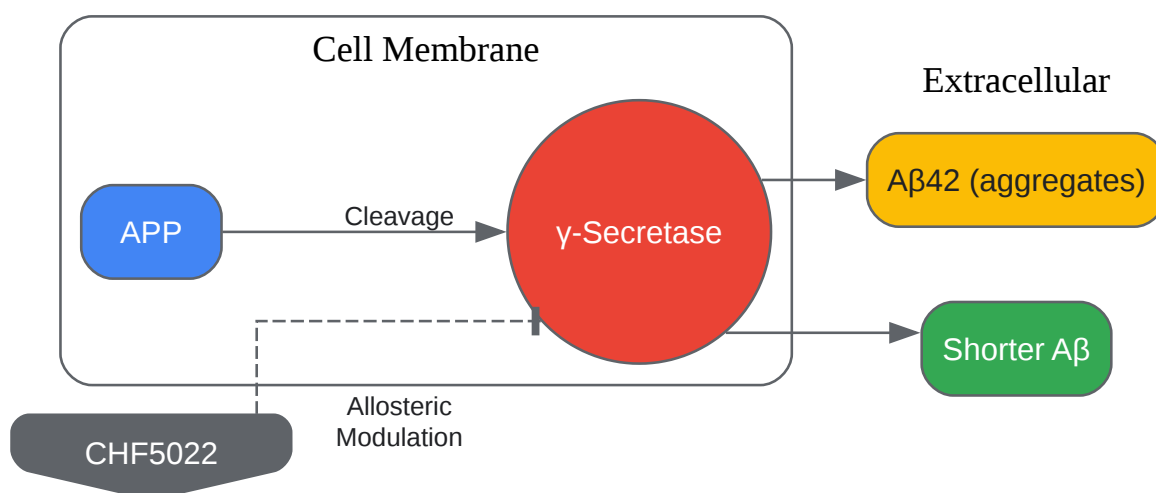 Cell Membrane
Extracellular
Aβ42 (aggregates)
Cleavage
APP
γ-Secretase
Shorter Aβ
Allosteric
Modulation
CHF5022